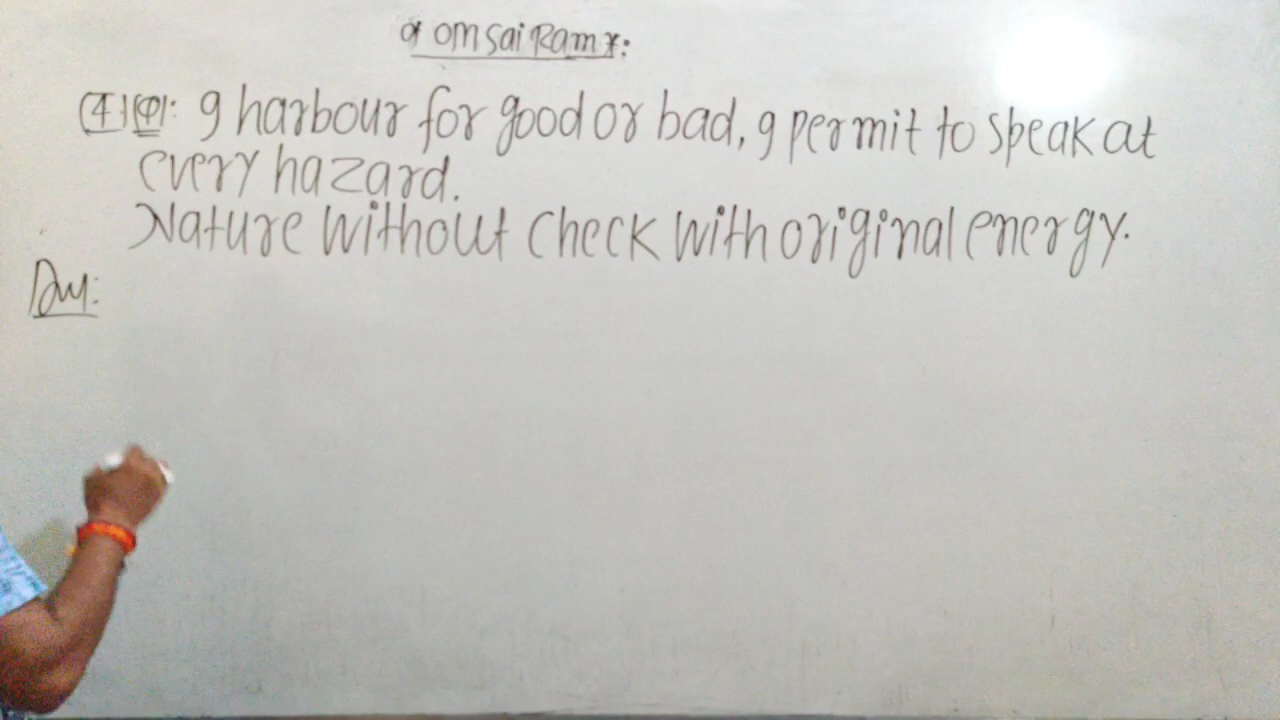 * Om Sai Ram *:
(4)(Q): I harbour for good or bad, I permit to speak at
every hazard.
Nature without check with original energy.
Ans: